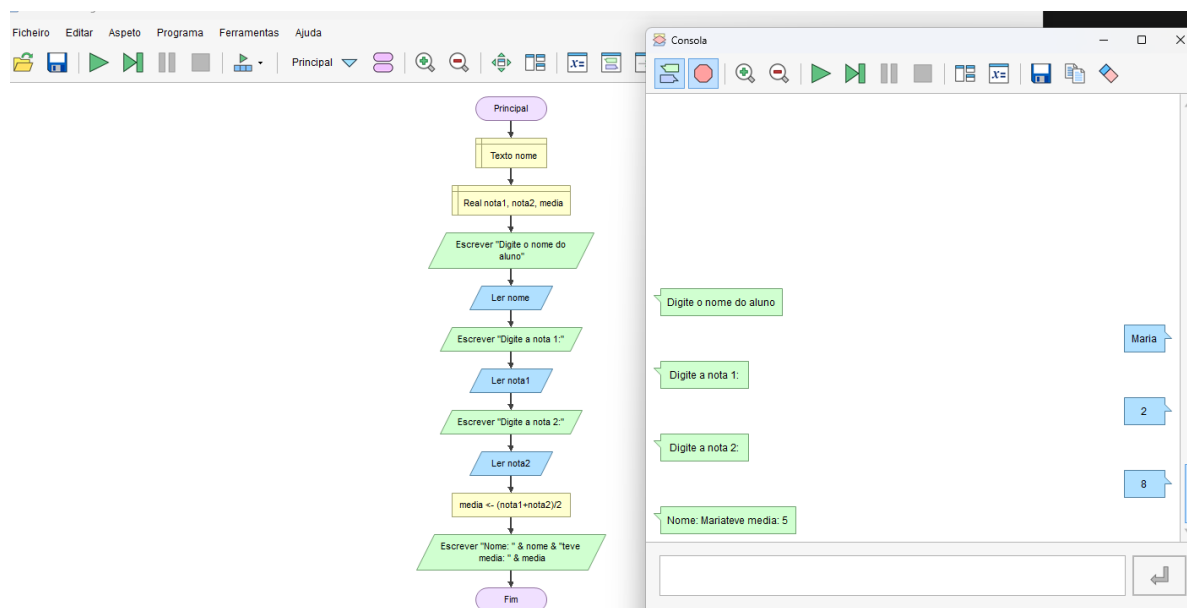 Ficheiro Editar Aspeto Programa Ferramentas Ajuda
Principal
x=
Principal
Texto nome
Real nota1, nota2, media
Escrever "Digite o nome do
aluno"
Ler nome
Escrever "Digite a nota 1:"
Ler nota1
Escrever "Digite a nota 2:"
Ler nota2
media <- (nota1+nota2)/2
Escrever "Nome: " & nome & "teve
media: " & media
Fim
Consola
x=
Digite o nome do aluno
Maria
Digite a nota 1:
2
Digite a nota 2:
8
Nome: Mariateve media: 5